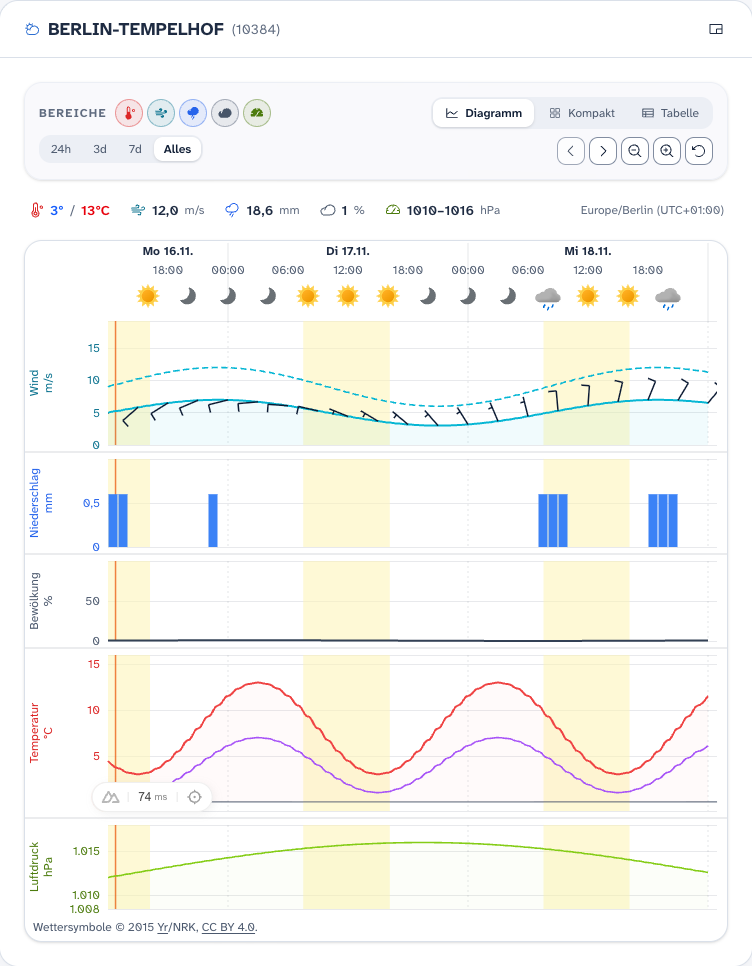 BERLIN-TEMPELHOF (10384)
BEREICHE
Diagramm Kompakt Tabelle
24h 3d 7d Alles
3° / 13°C 12,0 m/s 18,6 mm 1 % 1010–1016 hPa Europe/Berlin (UTC+01:00)
Mo 16.11. Di 17.11. Mi 18.11.
18:00 00:00 06:00 12:00 18:00 00:00 06:00 12:00 18:00
Wind
m/s
15
10
5
0
Niederschlag
mm
0,5
0
Bewölkung
%
50
0
Temperatur
°C
15
10
5
74 ms
Luftdruck
hPa
1.015
1.010
1.008
Wettersymbole © 2015 Yr/NRK, CC BY 4.0.